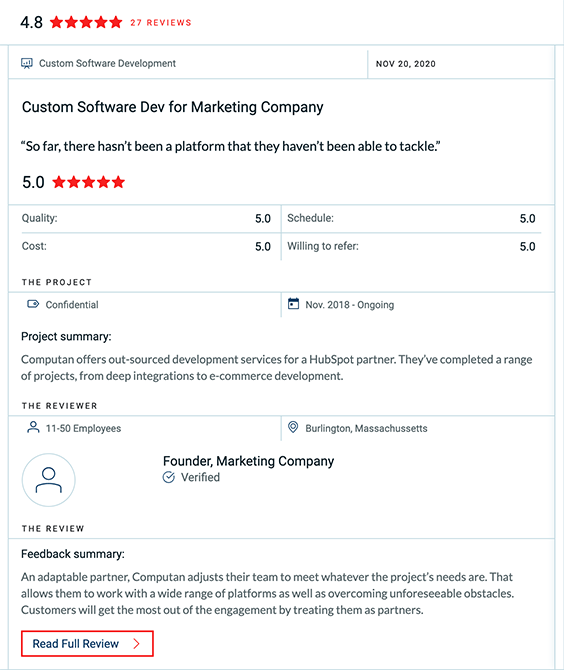 4.8 ★★★★★ 27 REVIEWS
Custom Software Development
NOV 20, 2020
Custom Software Dev for Marketing Company
“So far, there hasn’t been a platform that they haven’t been able to tackle.”
5.0 ★★★★★
Quality: 5.0
Schedule: 5.0
Cost: 5.0
Willing to refer: 5.0
THE PROJECT
Confidential
Nov. 2018 - Ongoing
Project summary:
Computan offers out-sourced development services for a HubSpot partner. They’ve completed a range
of projects, from deep integrations to e-commerce development.
THE REVIEWER
11-50 Employees
Burlington, Massachusetts
Founder, Marketing Company
Verified
THE REVIEW
Feedback summary:
An adaptable partner, Computan adjusts their team to meet whatever the project’s needs are. That
allows them to work with a wide range of platforms as well as overcoming unforeseeable obstacles.
Customers will get the most out of the engagement by treating them as partners.
Read Full Review